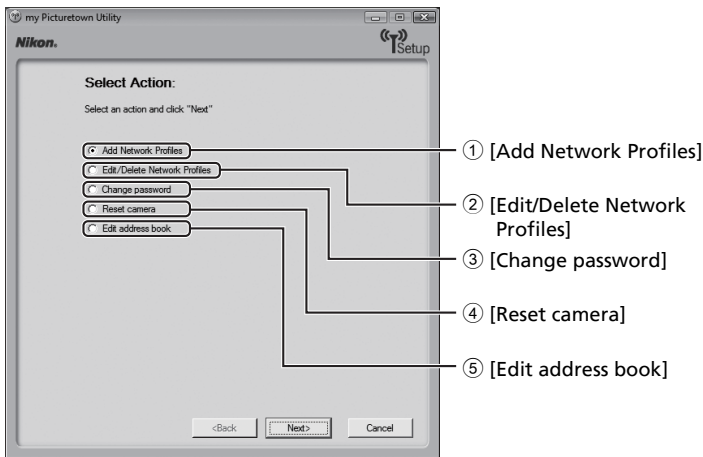 my Picturetown Utility
Nikon.
Setup
Select Action:
Select an action and click "Next"
Add Network Profiles
Edit/Delete Network Profiles
Change password
Reset camera
Edit address book
<Back
Next>
Cancel
① [Add Network Profiles]
② [Edit/Delete Network
Profiles]
③ [Change password]
④ [Reset camera]
⑤ [Edit address book]